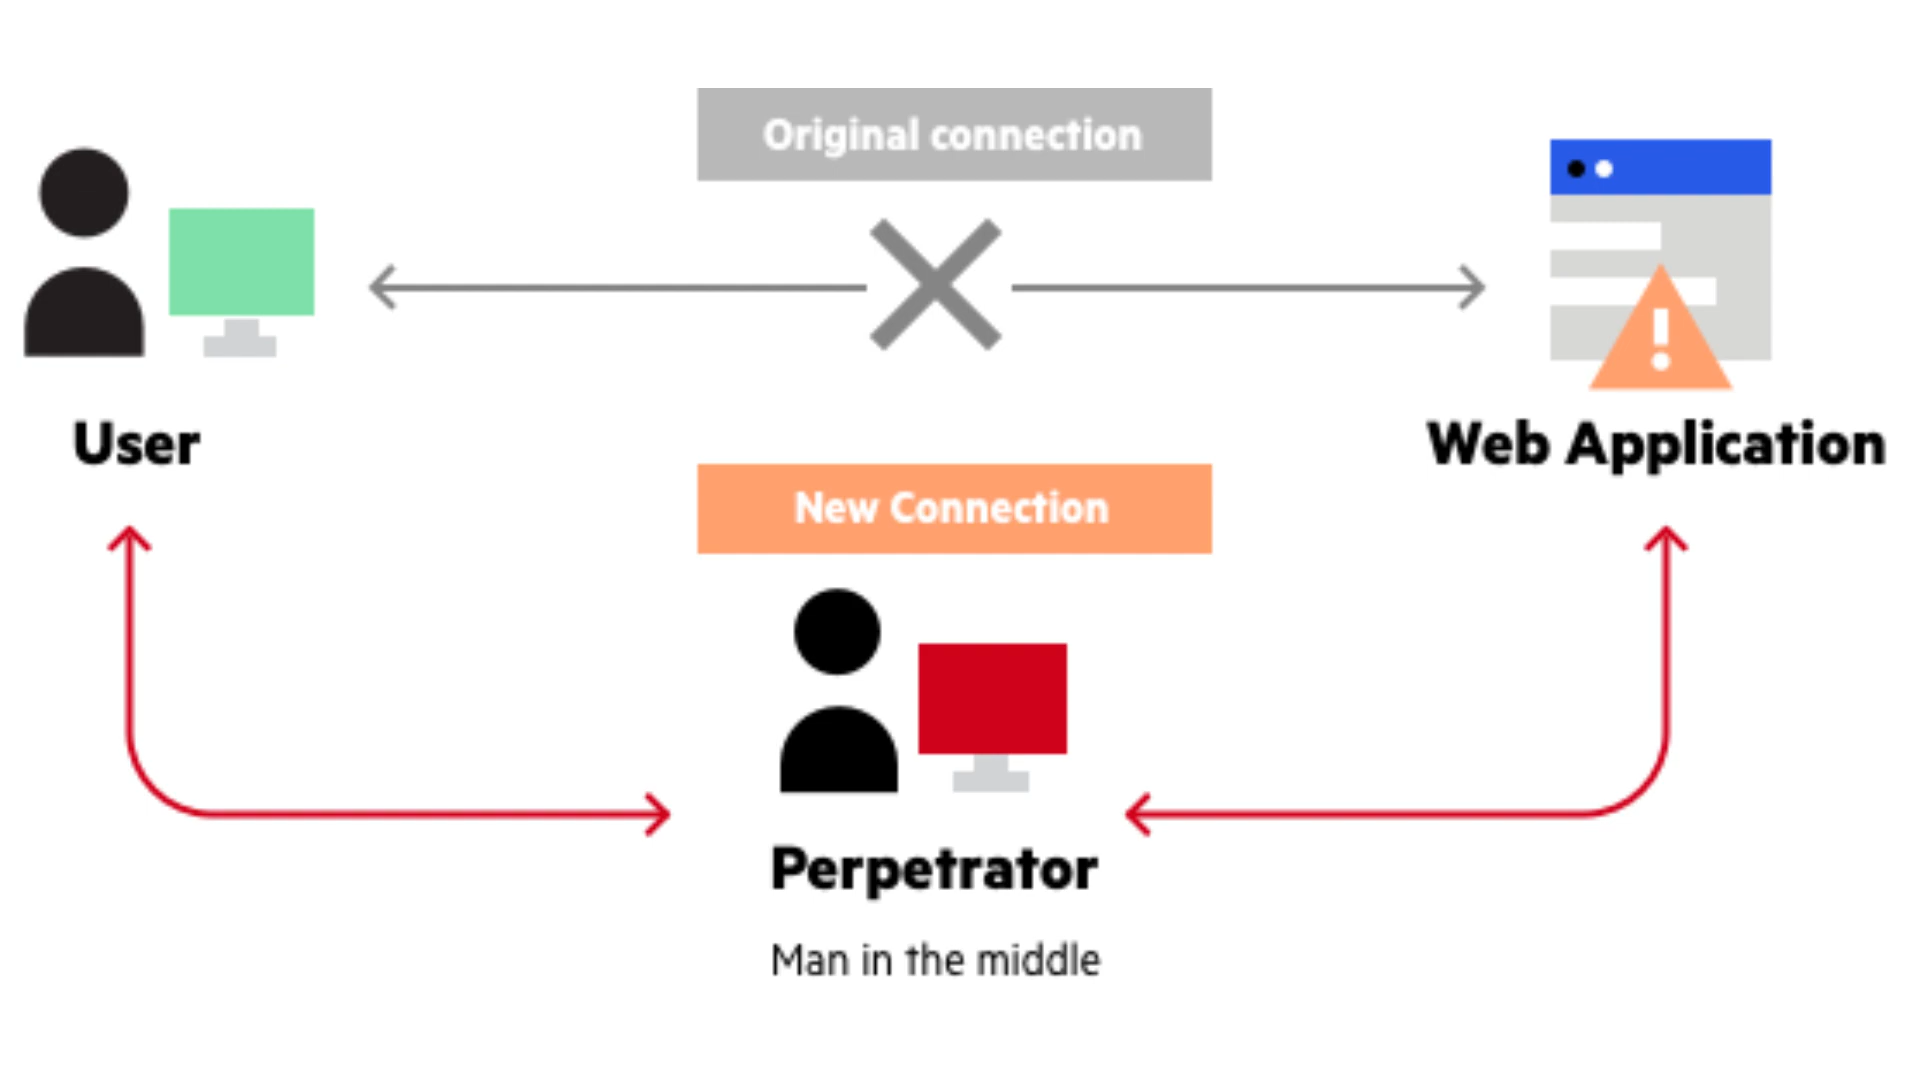 Original connection
User
Web Application
New Connection
Perpetrator
Man in the middle